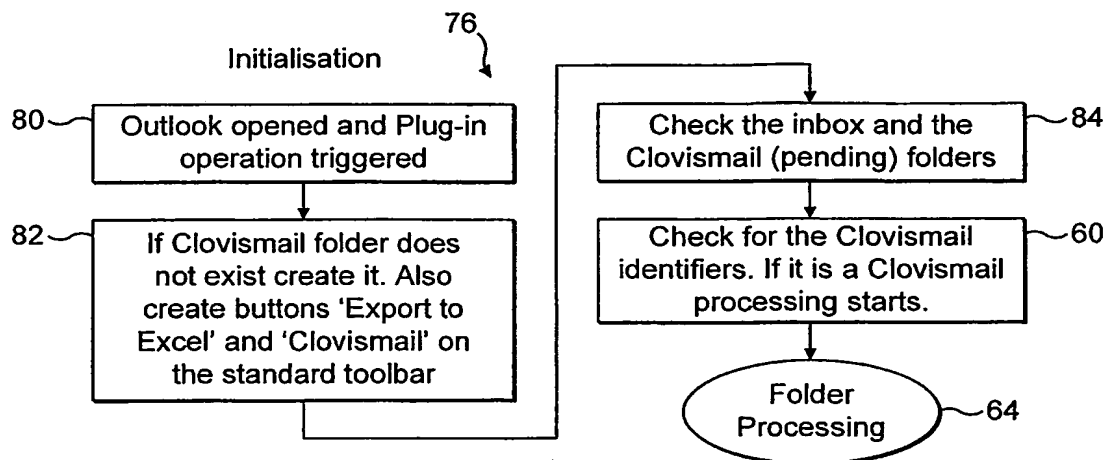 Initialisation
76
80
Outlook opened and Plug-in
operation triggered
82
If Clovismail folder does
not exist create it. Also
create buttons ‘Export to
Excel’ and ‘Clovismail’ on
the standard toolbar
84
Check the inbox and the
Clovismail (pending) folders
60
Check for the Clovismail
identifiers. If it is a Clovismail
processing starts.
Folder
Processing
64